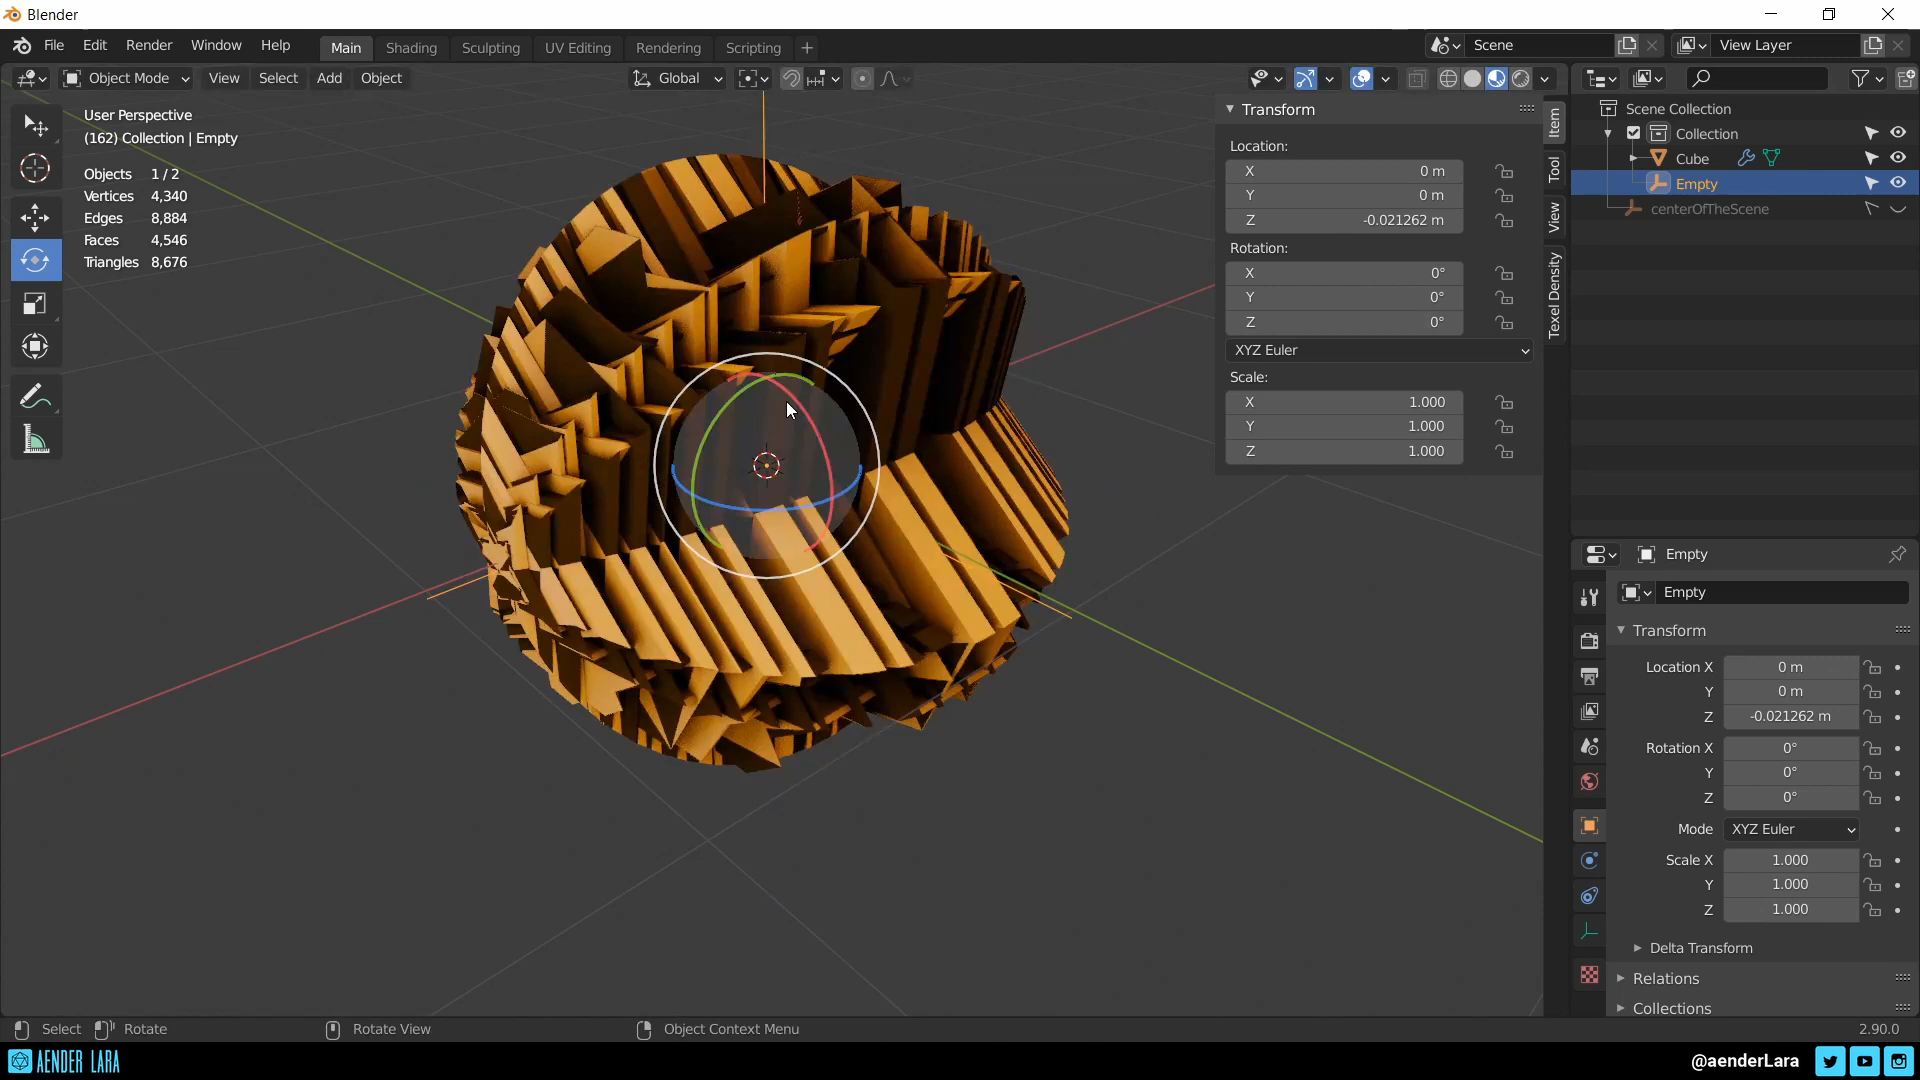 Blender
File Edit Render Window Help Main Shading Sculpting UV Editing Rendering Scripting + Scene View Layer
Object Mode View Select Add Object Global
User Perspective
(162) Collection | Empty
Objects 1 / 2
Vertices 4,340
Edges 8,884
Faces 4,546
Triangles 8,676
Transform
Location:
X 0 m
Y 0 m
Z -0.021262 m
Rotation:
X 0°
Y 0°
Z 0°
XYZ Euler
Scale:
X 1.000
Y 1.000
Z 1.000
Item
Tool
View
Texel Density
Scene Collection
Collection
Cube
Empty
centerOfTheScene
Empty
Empty
Transform
Location X 0 m
Y 0 m
Z -0.021262 m
Rotation X 0°
Y 0°
Z 0°
Mode XYZ Euler
Scale X 1.000
Y 1.000
Z 1.000
Delta Transform
Relations
Collections
Select Rotate Rotate View Object Context Menu 2.90.0
AENDER LARA @aenderLara